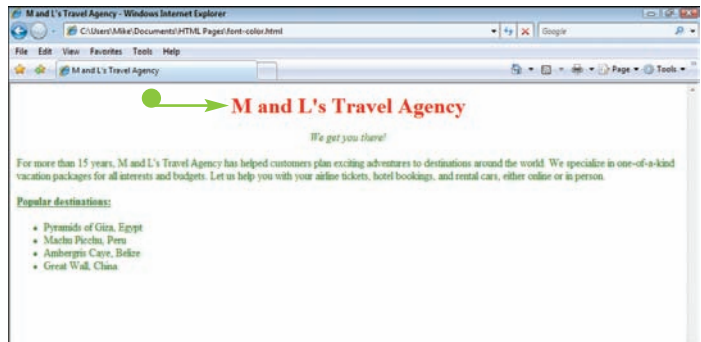 M and L's Travel Agency - Windows Internet Explorer
C:\Users\Mike\Documents\HTML Pages\font-color.html
Google
File Edit View Favorites Tools Help
M and L's Travel Agency
Page Tools
M and L's Travel Agency
We get you there!
For more than 15 years, M and L's Travel Agency has helped customers plan exciting adventures to destinations around the world. We specialize in one-of-a-kind
vacation packages for all interests and budgets. Let us help you with your airline tickets, hotel bookings, and rental cars, either online or in person.
Popular destinations:
Pyramids of Giza, Egypt
Machu Picchu, Peru
Ambergris Caye, Belize
Great Wall, China